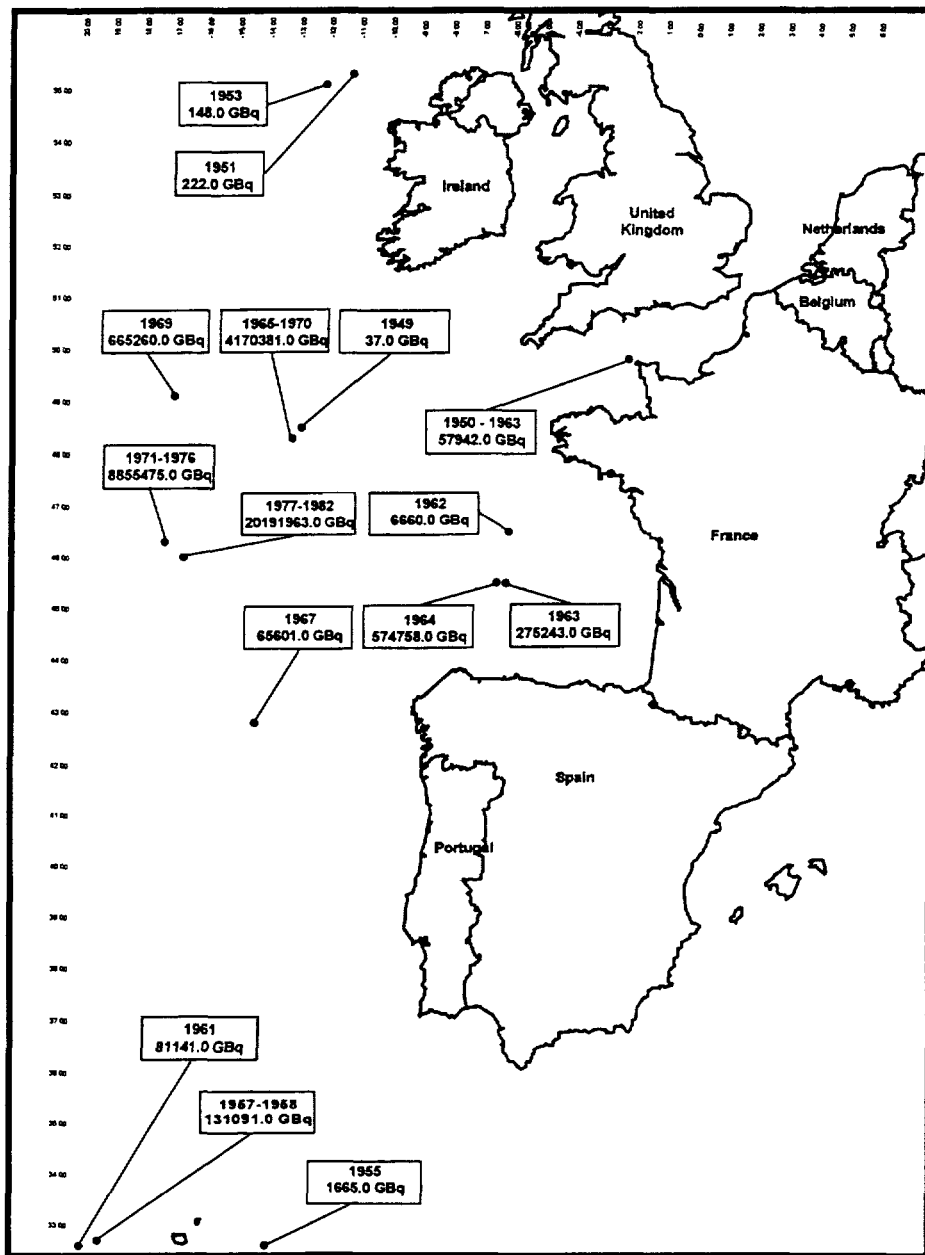 1953
148.0 GBq
1951
222.0 GBq
Ireland
United
Kingdom
Netherlands
Belgium
1969
665260.0 GBq
1965-1970
4170381.0 GBq
1949
37.0 GBq
1950 - 1963
57942.0 GBq
1971-1976
8855475.0 GBq
1977-1982
20191963.0 GBq
1962
6660.0 GBq
France
1967
65601.0 GBq
1964
574758.0 GBq
1963
275243.0 GBq
Spain
Portugal
1961
81141.0 GBq
1957-1958
131091.0 GBq
1955
1665.0 GBq